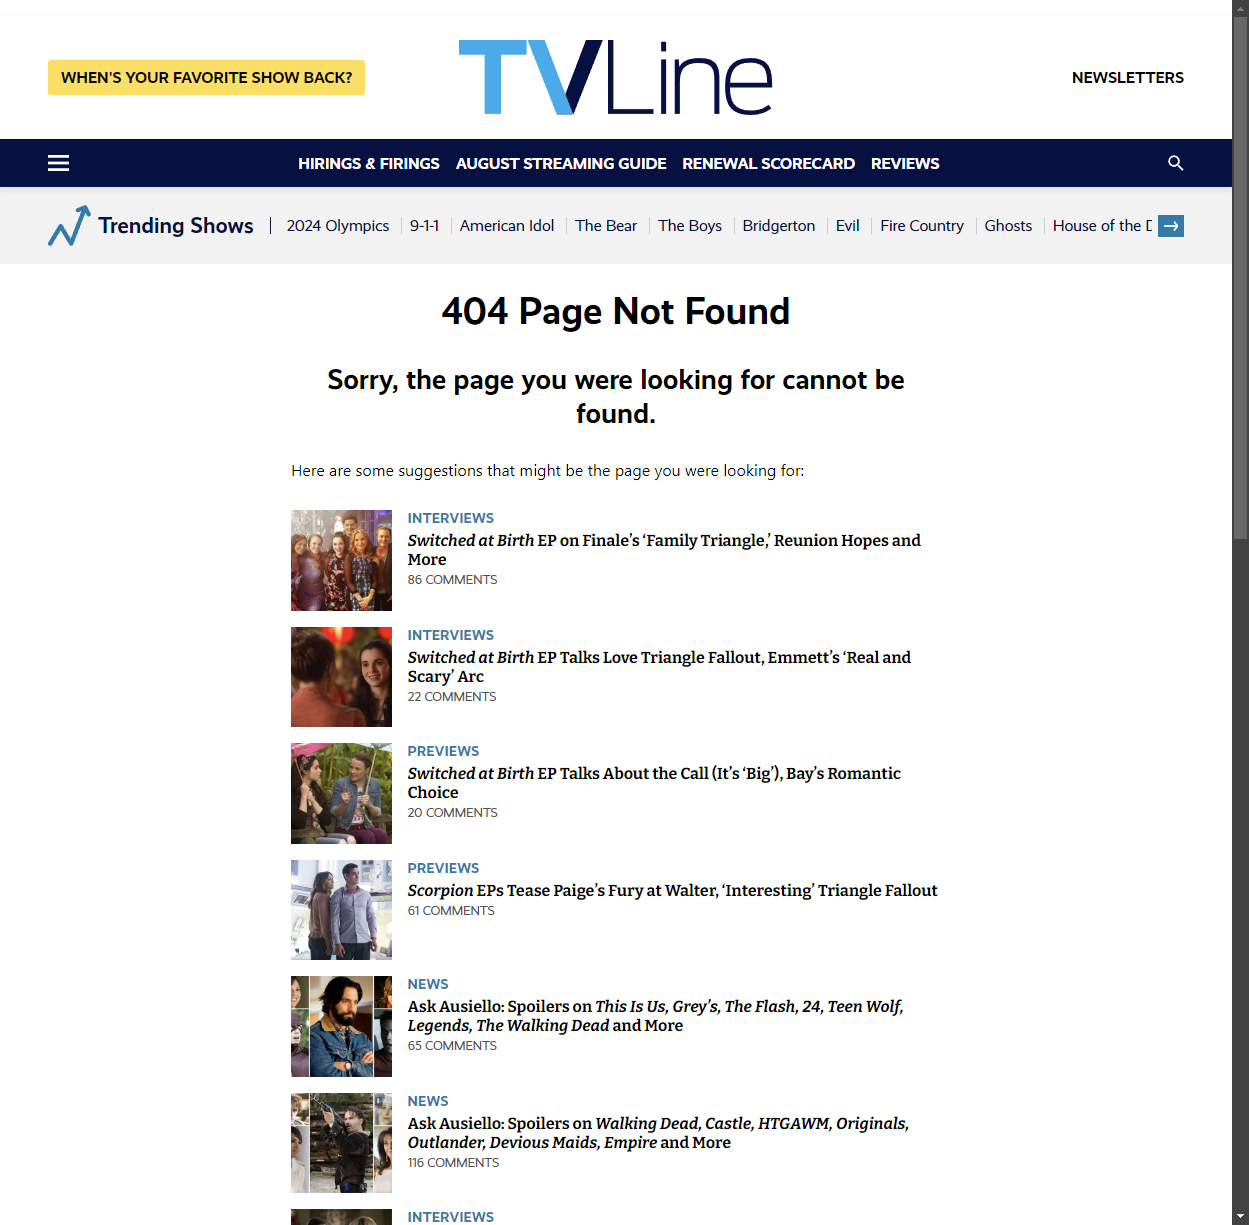 WHEN'S YOUR FAVORITE SHOW BACK?
TVLine
NEWSLETTERS
HIRINGS & FIRINGS
AUGUST STREAMING GUIDE
RENEWAL SCORECARD
REVIEWS
Trending Shows
2024 Olympics
9-1-1
American Idol
The Bear
The Boys
Bridgerton
Evil
Fire Country
Ghosts
House of the
404 Page Not Found
Sorry, the page you were looking for cannot be
found.
Here are some suggestions that might be the page you were looking for:
INTERVIEWS
Switched at Birth EP on Finale’s ‘Family Triangle,’ Reunion Hopes and
More
86 COMMENTS
INTERVIEWS
Switched at Birth EP Talks Love Triangle Fallout, Emmett’s ‘Real and
Scary’ Arc
22 COMMENTS
PREVIEWS
Switched at Birth EP Talks About the Call (It’s ‘Big’), Bay’s Romantic
Choice
20 COMMENTS
PREVIEWS
Scorpion EPs Tease Paige’s Fury at Walter, ‘Interesting’ Triangle Fallout
61 COMMENTS
NEWS
Ask Ausiello: Spoilers on This Is Us, Grey’s, The Flash, 24, Teen Wolf,
Legends, The Walking Dead and More
65 COMMENTS
NEWS
Ask Ausiello: Spoilers on Walking Dead, Castle, HTGAWM, Originals,
Outlander, Devious Maids, Empire and More
116 COMMENTS
INTERVIEWS